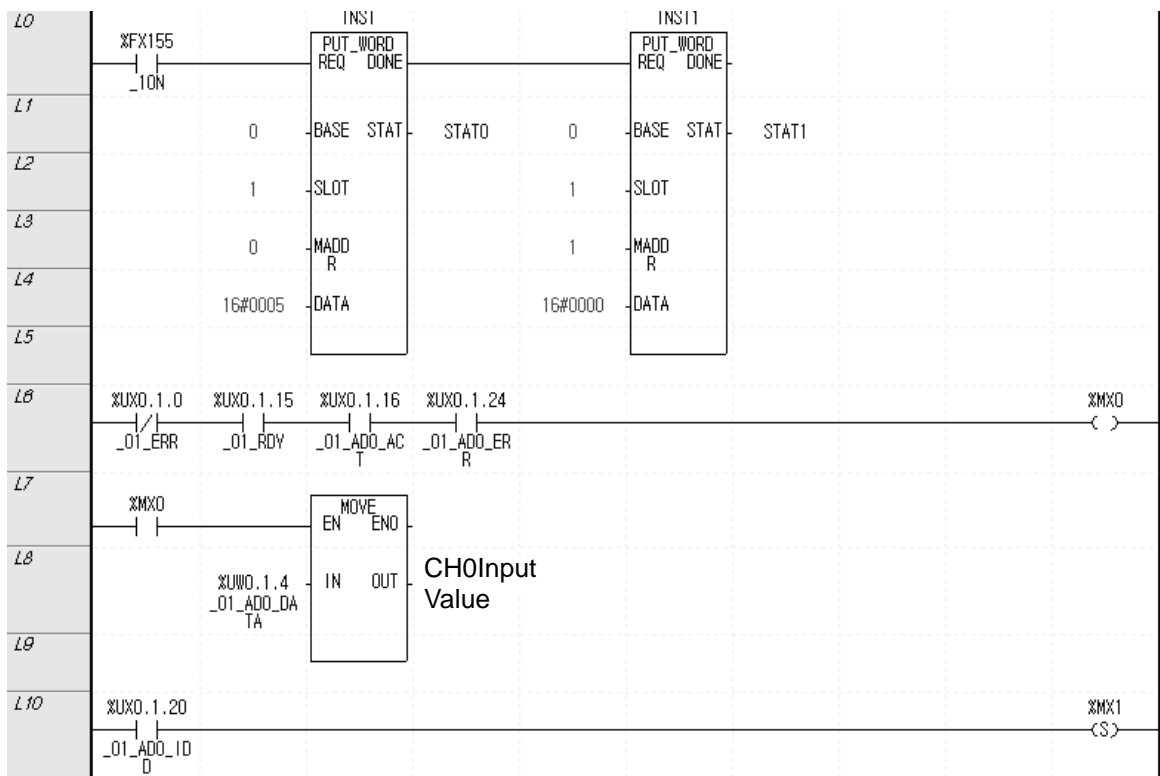 L0
INST INST1
%FX155 PUT_WORD PUT_WORD
REQ DONE REQ DONE
_1ON
L1
0 BASE STAT STAT0 0 BASE STAT STAT1
L2
1 SLOT 1 SLOT
L3
0 MADD 1 MADD
R R
L4
16#0005 DATA 16#0000 DATA
L5
L6
%UX0.1.0 %UX0.1.15 %UX0.1.16 %UX0.1.24 %MX0
_01_ERR _01_RDY _01_AD0_AC _01_AD0_ER
T R
L7
%MX0 MOVE
EN ENO
L8
%UW0.1.4 IN OUT CH0Input
_01_AD0_DA Value
TA
L9
L10
%UX0.1.20 %MX1
(S)
_01_AD0_ID
D